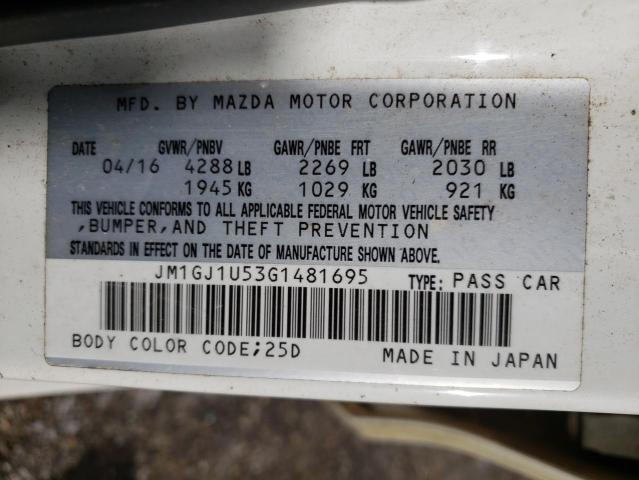 MFD. BY MAZDA MOTOR CORPORATION
DATE GVWR/PNBV GAWR/PNBE FRT GAWR/PNBE RR
04/16 4288 LB 2269 LB 2030 LB
1945 KG 1029 KG 921 KG
THIS VEHICLE CONFORMS TO ALL APPLICABLE FEDERAL MOTOR VEHICLE SAFETY
,BUMPER,AND THEFT PREVENTION
STANDARDS IN EFFECT ON THE DATE OF MANUFACTURE SHOWN ABOVE.
JM1GJ1U53G1481695 TYPE: PASS CAR
BODY COLOR CODE;25D MADE IN JAPAN